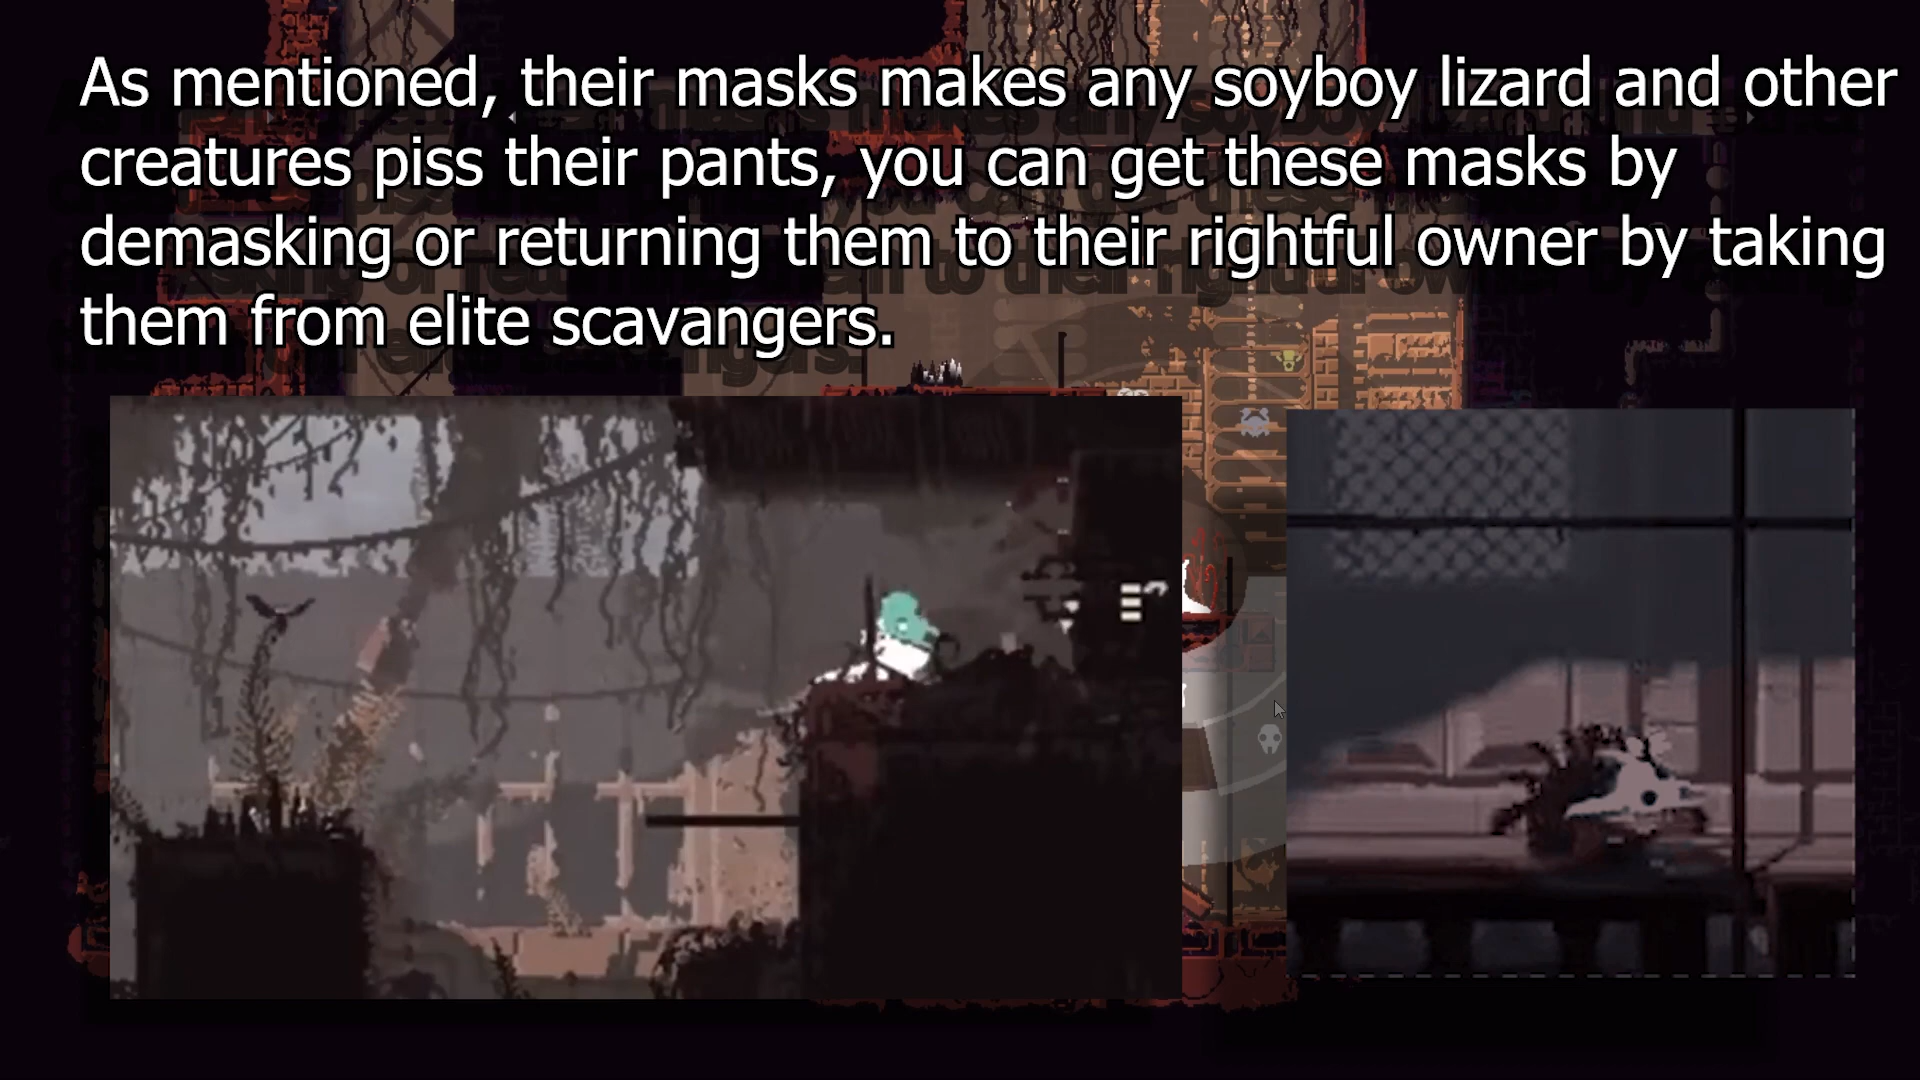 As mentioned, their masks makes any soyboy lizard and other
creatures piss their pants, you can get these masks by
demasking or returning them to their rightful owner by taking
them from elite scavangers.